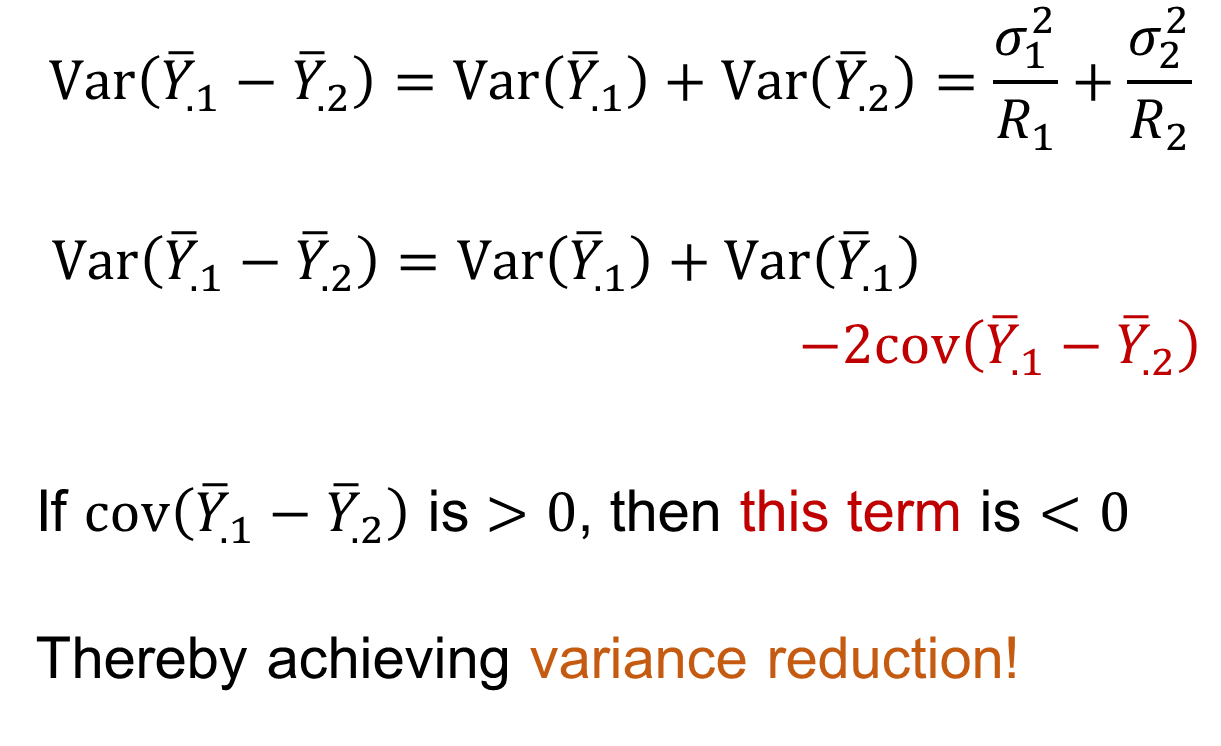 Var(Ȳ.₁ − Ȳ.₂) = Var(Ȳ.₁) + Var(Ȳ.₂) = σ₁²/R₁ + σ₂²/R₂
Var(Ȳ.₁ − Ȳ.₂) = Var(Ȳ.₁) + Var(Ȳ.₁)
−2cov(Ȳ.₁ − Ȳ.₂)
If cov(Ȳ.₁ − Ȳ.₂) is > 0, then this term is < 0
Thereby achieving variance reduction!